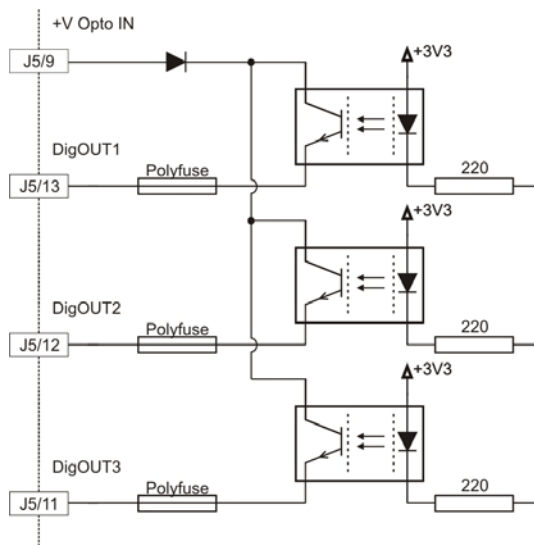 +V Opto IN
J5/9
+3V3
DigOUT1
Polyfuse
220
J5/13
+3V3
DigOUT2
Polyfuse
220
J5/12
+3V3
DigOUT3
Polyfuse
220
J5/11